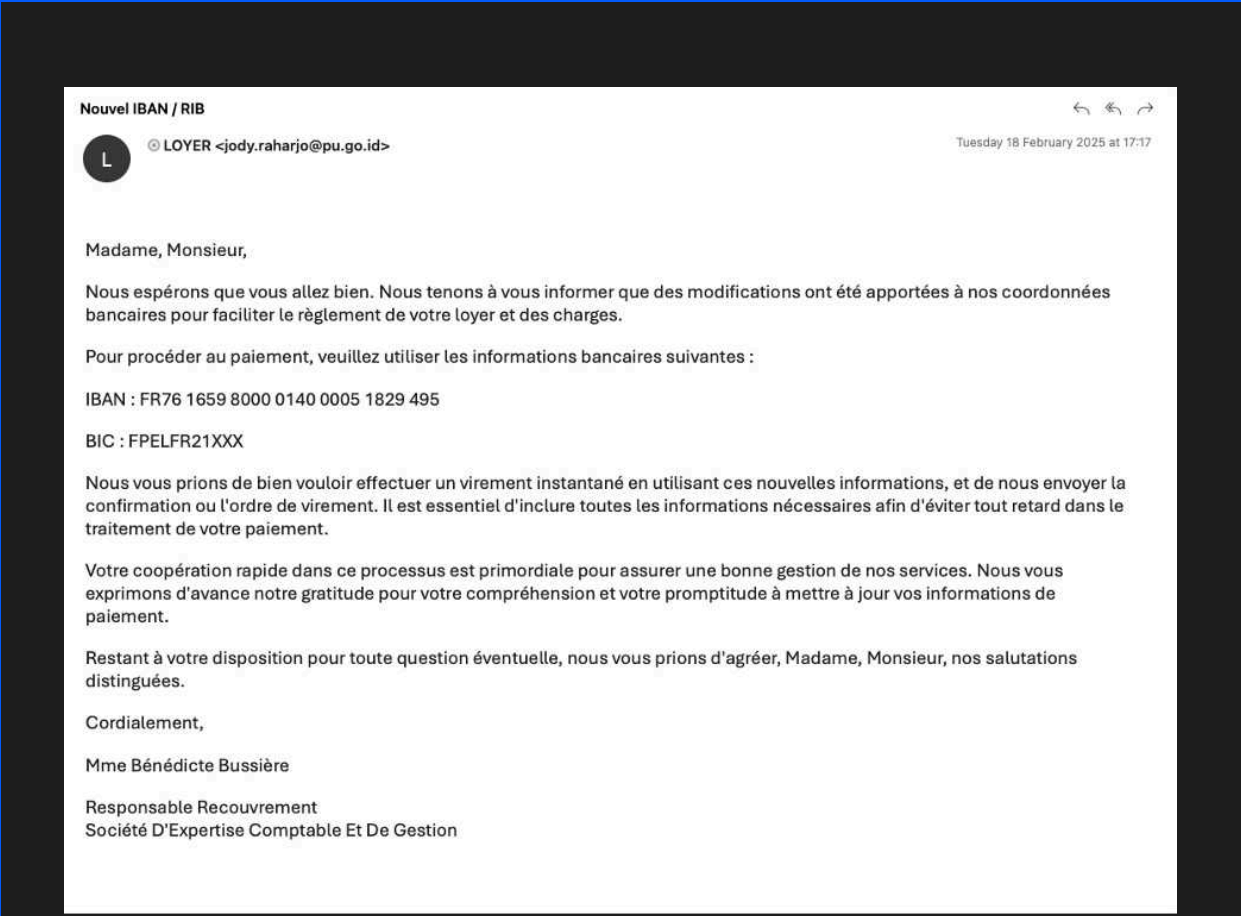 Nouvel IBAN / RIB
L
LOYER <jody.raharjo@pu.go.id>
Tuesday 18 February 2025 at 17:17
Madame, Monsieur,
Nous espérons que vous allez bien. Nous tenons à vous informer que des modifications ont été apportées à nos coordonnées
bancaires pour faciliter le règlement de votre loyer et des charges.
Pour procéder au paiement, veuillez utiliser les informations bancaires suivantes :
IBAN : FR76 1659 8000 0140 0005 1829 495
BIC : FPELFR21XXX
Nous vous prions de bien vouloir effectuer un virement instantané en utilisant ces nouvelles informations, et de nous envoyer la
confirmation ou l'ordre de virement. Il est essentiel d'inclure toutes les informations nécessaires afin d'éviter tout retard dans le
traitement de votre paiement.
Votre coopération rapide dans ce processus est primordiale pour assurer une bonne gestion de nos services. Nous vous
exprimons d'avance notre gratitude pour votre compréhension et votre promptitude à mettre à jour vos informations de
paiement.
Restant à votre disposition pour toute question éventuelle, nous vous prions d'agréer, Madame, Monsieur, nos salutations
distinguées.
Cordialement,
Mme Bénédicte Bussière
Responsable Recouvrement
Société D'Expertise Comptable Et De Gestion